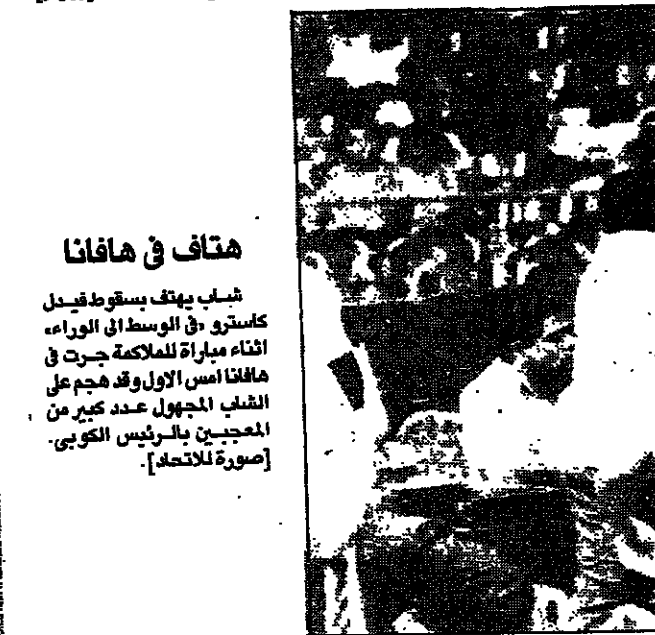 هتاف في هافانا
شباب يهتف بسقوط فيدل
كاسترو «في الوسط الى الوراء»
اثناء مباراة للملاكمة جرت في
هافانا امس الاول وقد هجم على
الشاب المجهول عدد كبير من
المعجبين بالرئيس الكوبي.
[صورة للاتحاد].